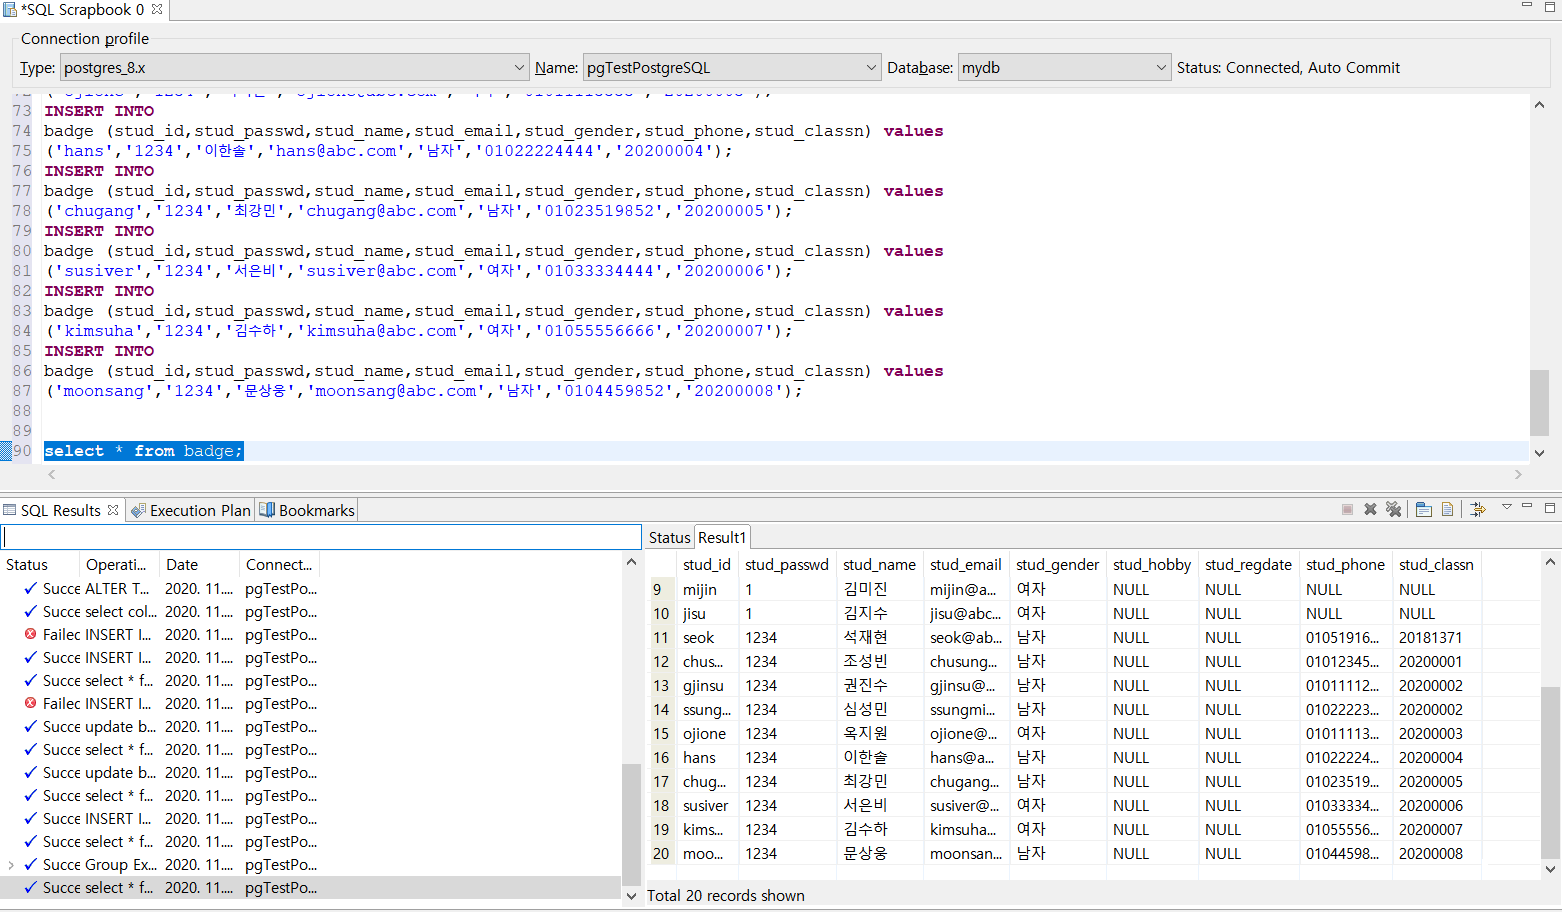 *SQL Scrapbook 0
Connection profile
Type: postgres_8.x Name: pgTestPostgreSQL Database: mydb Status: Connected, Auto Commit
73 INSERT INTO
74 badge (stud_id,stud_passwd,stud_name,stud_email,stud_gender,stud_phone,stud_classn) values
75 ('hans','1234','이한솔','hans@abc.com','남자','01022224444','20200004');
76 INSERT INTO
77 badge (stud_id,stud_passwd,stud_name,stud_email,stud_gender,stud_phone,stud_classn) values
78 ('chugang','1234','최강민','chugang@abc.com','남자','01023519852','20200005');
79 INSERT INTO
80 badge (stud_id,stud_passwd,stud_name,stud_email,stud_gender,stud_phone,stud_classn) values
81 ('susiver','1234','서은비','susiver@abc.com','여자','01033334444','20200006');
82 INSERT INTO
83 badge (stud_id,stud_passwd,stud_name,stud_email,stud_gender,stud_phone,stud_classn) values
84 ('kimsuha','1234','김수하','kimsuha@abc.com','여자','01055556666','20200007');
85 INSERT INTO
86 badge (stud_id,stud_passwd,stud_name,stud_email,stud_gender,stud_phone,stud_classn) values
87 ('moonsang','1234','문상웅','moonsang@abc.com','남자','0104459852','20200008');
88
89
90 select * from badge;
SQL Results Execution Plan Bookmarks
Status Operati... Date Connect...
Succe ALTER T... 2020. 11.... pgTestPo...
Succe select col... 2020. 11.... pgTestPo...
Failed INSERT I... 2020. 11.... pgTestPo...
Succe INSERT I... 2020. 11.... pgTestPo...
Succe select * f... 2020. 11.... pgTestPo...
Failed INSERT I... 2020. 11.... pgTestPo...
Succe update b... 2020. 11.... pgTestPo...
Succe select * f... 2020. 11.... pgTestPo...
Succe update b... 2020. 11.... pgTestPo...
Succe select * f... 2020. 11.... pgTestPo...
Succe INSERT I... 2020. 11.... pgTestPo...
Succe select * f... 2020. 11.... pgTestPo...
Succe Group Ex... 2020. 11.... pgTestPo...
Succe select * f... 2020. 11.... pgTestPo...
Status Result1
stud_id stud_passwd stud_name stud_email stud_gender stud_hobby stud_regdate stud_phone stud_classn
9 mijin 1 김미진 mijin@a... 여자 NULL NULL NULL NULL
10 jisu 1 김지수 jisu@abc... 여자 NULL NULL NULL NULL
11 seok 1234 석재현 seok@ab... 남자 NULL NULL 01051916... 20181371
12 chus... 1234 조성빈 chusung... 남자 NULL NULL 01012345... 20200001
13 gjinsu 1234 권진수 gjinsu@... 남자 NULL NULL 01011112... 20200002
14 ssung... 1234 심성민 ssungmi... 남자 NULL NULL 01022223... 20200002
15 ojione 1234 옥지원 ojione@... 여자 NULL NULL 01011113... 20200003
16 hans 1234 이한솔 hans@a... 남자 NULL NULL 01022224... 20200004
17 chug... 1234 최강민 chugang... 남자 NULL NULL 01023519... 20200005
18 susiver 1234 서은비 susiver@... 여자 NULL NULL 01033334... 20200006
19 kims... 1234 김수하 kimsuha... 여자 NULL NULL 01055556... 20200007
20 moo... 1234 문상웅 moonsan... 남자 NULL NULL 01044598... 20200008
Total 20 records shown